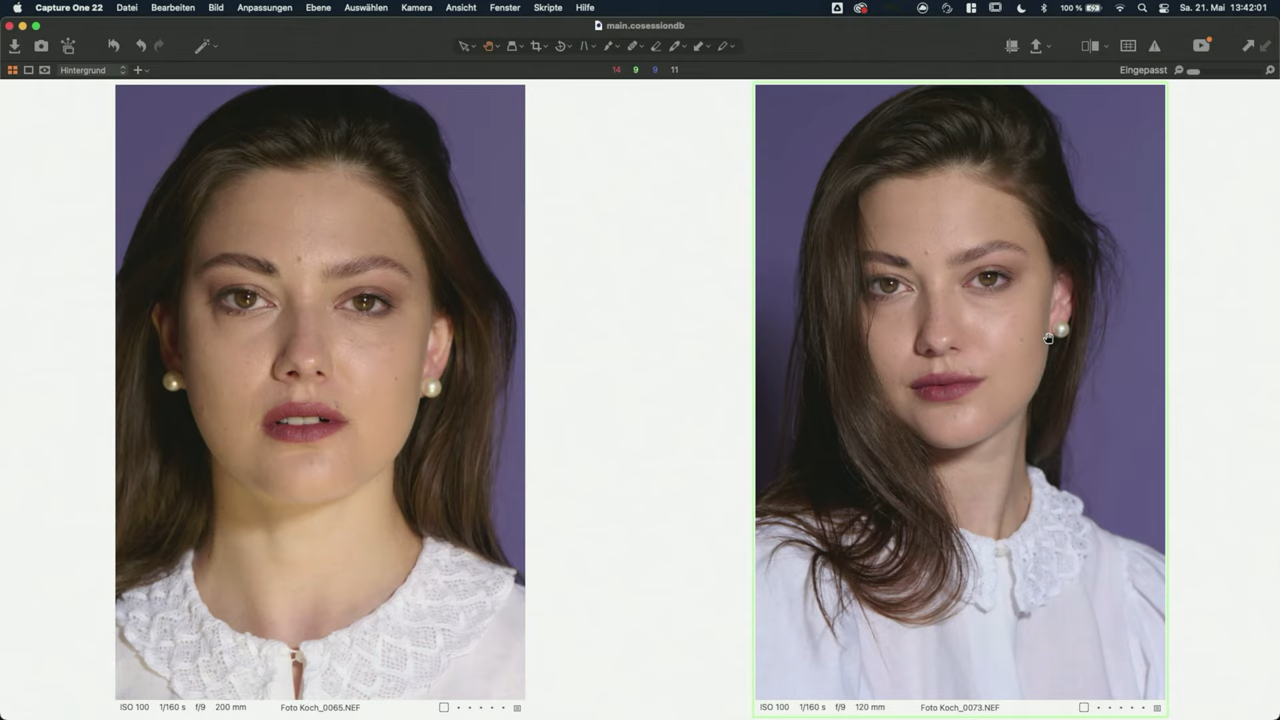 Capture One 22 Datei Bearbeiten Bild Anpassungen Ebene Auswählen Kamera Ansicht Fenster Skripte Hilfe 100 % Sa. 21. Mai 13:42:01
main.cosessiondb
Hintergrund 14 9 9 11 Eingepasst
ISO 100 1/160 s f/9 200 mm Foto Koch_0065.NEF
ISO 100 1/160 s f/9 120 mm Foto Koch_0073.NEF